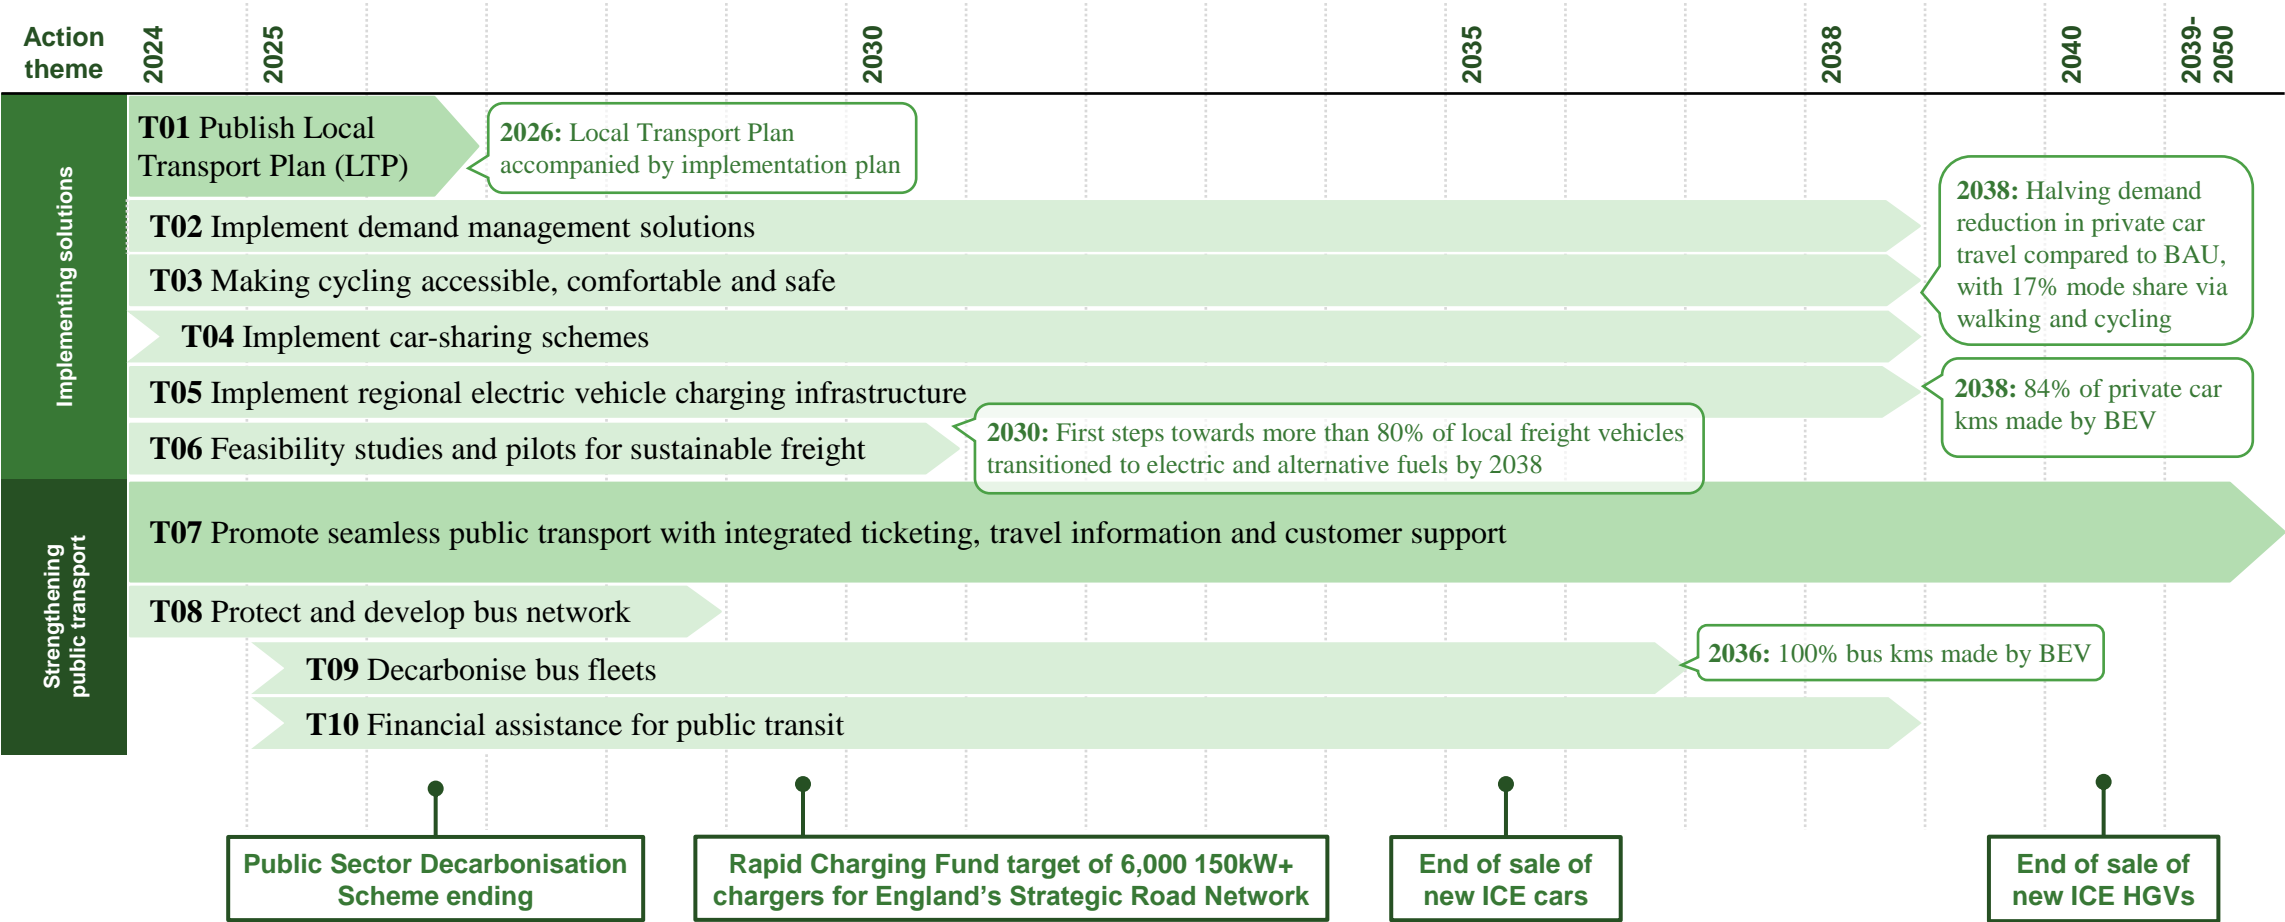 Action
theme
2024
2025
2030
2035
2038
2040
2039-
2050
Implementing solutions
T01 Publish Local
Transport Plan (LTP)
2026: Local Transport Plan
accompanied by implementation plan
T02 Implement demand management solutions
T03 Making cycling accessible, comfortable and safe
T04 Implement car-sharing schemes
2038: Halving demand
reduction in private car
travel compared to BAU,
with 17% mode share via
walking and cycling
T05 Implement regional electric vehicle charging infrastructure
2038: 84% of private car
kms made by BEV
T06 Feasibility studies and pilots for sustainable freight
2030: First steps towards more than 80% of local freight vehicles
transitioned to electric and alternative fuels by 2038
Strengthening
public transport
T07 Promote seamless public transport with integrated ticketing, travel information and customer support
T08 Protect and develop bus network
T09 Decarbonise bus fleets
2036: 100% bus kms made by BEV
T10 Financial assistance for public transit
Public Sector Decarbonisation
Scheme ending
Rapid Charging Fund target of 6,000 150kW+
chargers for England's Strategic Road Network
End of sale of
new ICE cars
End of sale of
new ICE HGVs